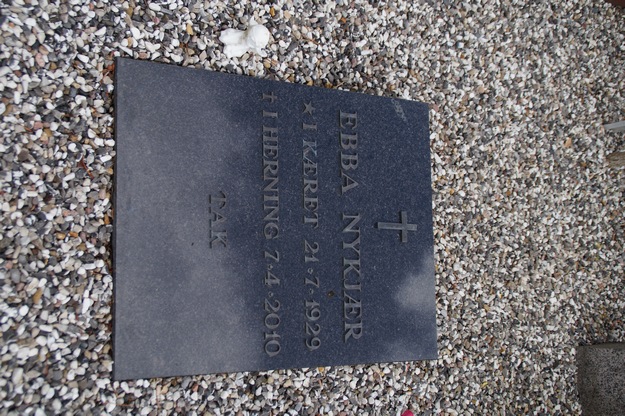 EBBA NYKJÆR
* I KERET 21·7·1929
† I HERNING 7·4·2010
TAK